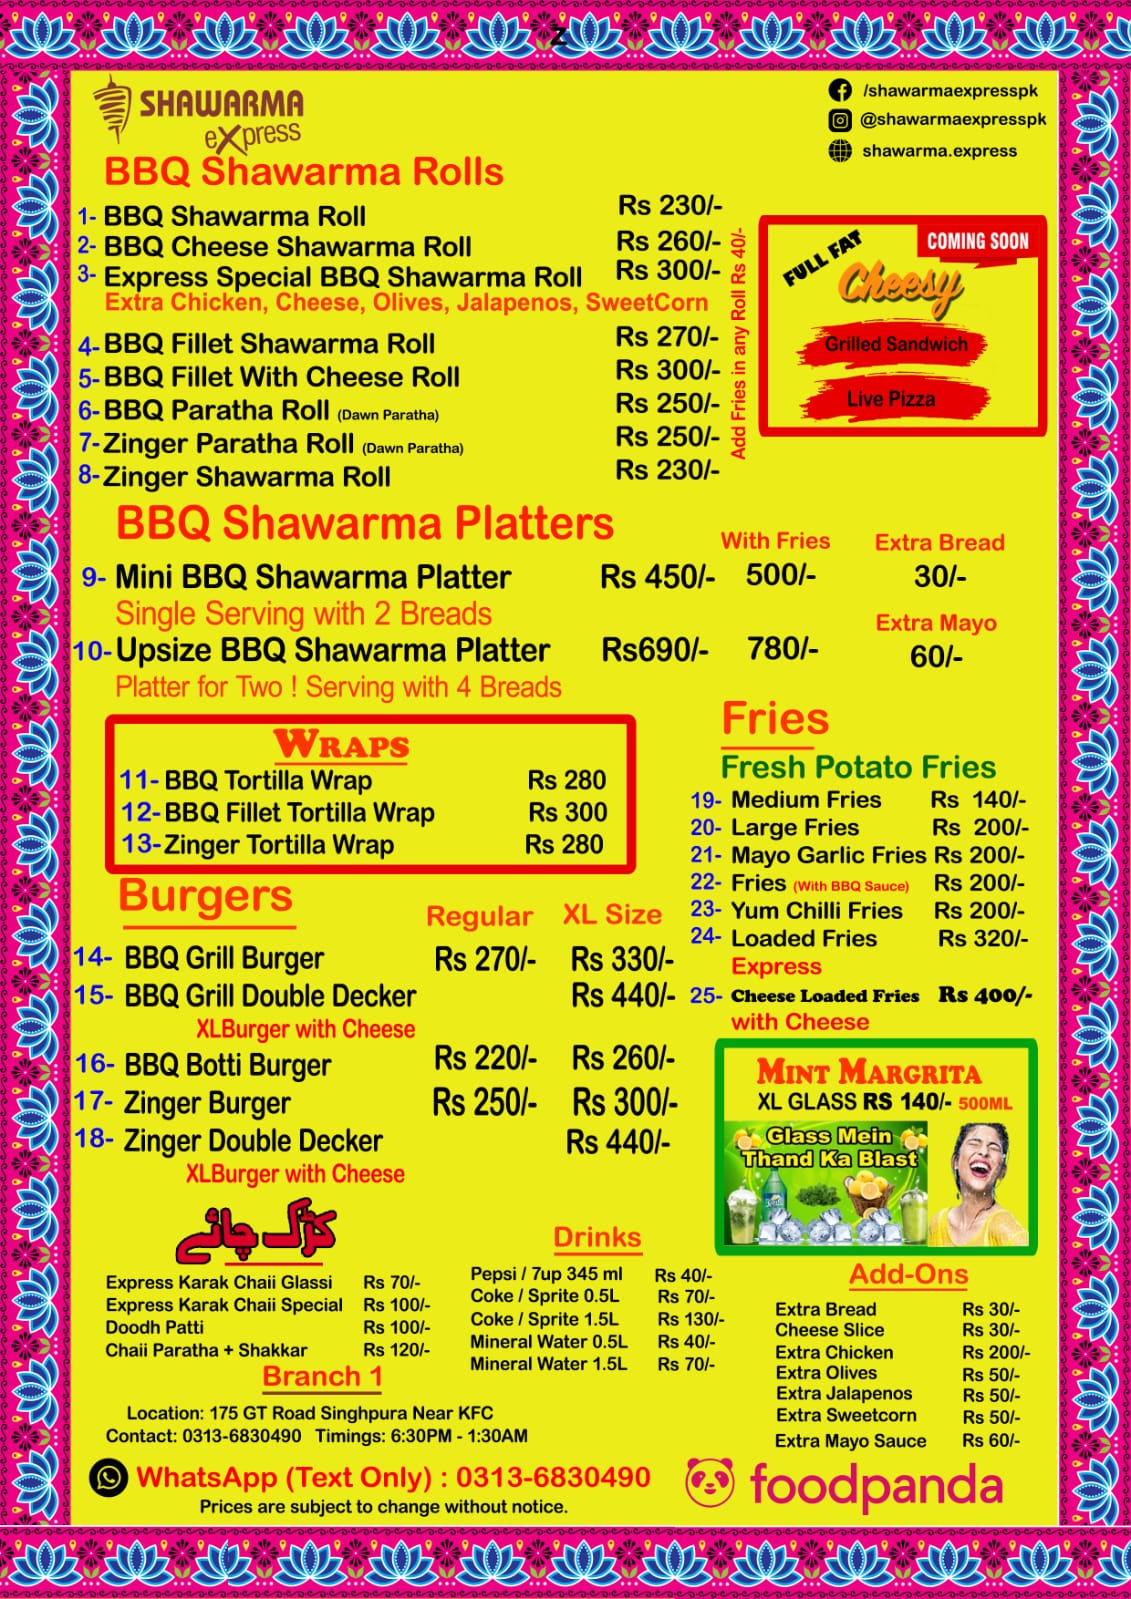 z
SHAWARMA
eXpress
/shawarmaexpresspk
@shawarmaexpresspk
shawarma.express
BBQ Shawarma Rolls
1- BBQ Shawarma Roll Rs 230/-
2- BBQ Cheese Shawarma Roll Rs 260/-
3- Express Special BBQ Shawarma Roll Rs 300/-
Extra Chicken, Cheese, Olives, Jalapenos, SweetCorn
4- BBQ Fillet Shawarma Roll Rs 270/-
5- BBQ Fillet With Cheese Roll Rs 300/-
6- BBQ Paratha Roll (Dawn Paratha) Rs 250/-
7- Zinger Paratha Roll (Dawn Paratha) Rs 250/-
8- Zinger Shawarma Roll Rs 230/-
Add Fries in any Roll Rs 40/-
COMING SOON
FULL FAT
Cheesy
Grilled Sandwich
Live Pizza
BBQ Shawarma Platters
With Fries Extra Bread
9- Mini BBQ Shawarma Platter Rs 450/- 500/- 30/-
Single Serving with 2 Breads
Extra Mayo
10- Upsize BBQ Shawarma Platter Rs690/- 780/- 60/-
Platter for Two ! Serving with 4 Breads
WRAPS
11- BBQ Tortilla Wrap Rs 280
12- BBQ Fillet Tortilla Wrap Rs 300
13- Zinger Tortilla Wrap Rs 280
Burgers
Regular XL Size
14- BBQ Grill Burger Rs 270/- Rs 330/-
15- BBQ Grill Double Decker Rs 440/-
XLBurger with Cheese
16- BBQ Botti Burger Rs 220/- Rs 260/-
17- Zinger Burger Rs 250/- Rs 300/-
18- Zinger Double Decker Rs 440/-
XLBurger with Cheese
Fries
Fresh Potato Fries
19- Medium Fries Rs 140/-
20- Large Fries Rs 200/-
21- Mayo Garlic Fries Rs 200/-
22- Fries (With BBQ Sauce) Rs 200/-
23- Yum Chilli Fries Rs 200/-
24- Loaded Fries Rs 320/-
Express
25- Cheese Loaded Fries Rs 400/-
with Cheese
MINT MARGRITA
XL GLASS RS 140/- 500ML
Glass Mein
Thand Ka Blast
کڑک چائے
Express Karak Chaii Glassi Rs 70/-
Express Karak Chaii Special Rs 100/-
Doodh Patti Rs 100/-
Chaii Paratha + Shakkar Rs 120/-
Drinks
Pepsi / 7up 345 ml Rs 40/-
Coke / Sprite 0.5L Rs 70/-
Coke / Sprite 1.5L Rs 130/-
Mineral Water 0.5L Rs 40/-
Mineral Water 1.5L Rs 70/-
Add-Ons
Extra Bread Rs 30/-
Cheese Slice Rs 30/-
Extra Chicken Rs 200/-
Extra Olives Rs 50/-
Extra Jalapenos Rs 50/-
Extra Sweetcorn Rs 50/-
Extra Mayo Sauce Rs 60/-
Branch 1
Location: 175 GT Road Singhpura Near KFC
Contact: 0313-6830490 Timings: 6:30PM - 1:30AM
WhatsApp (Text Only) : 0313-6830490
Prices are subject to change without notice.
foodpanda